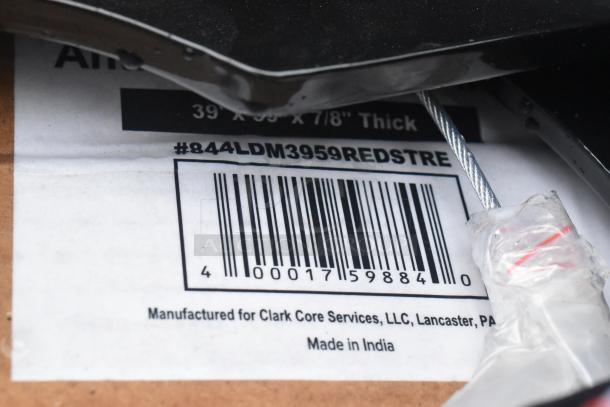 39" x 59" x 7/8" Thick
#844LDM3959REDSTRE
4 00017 59884 0
Manufactured for Clark Core Services, LLC, Lancaster, PA
Made in India